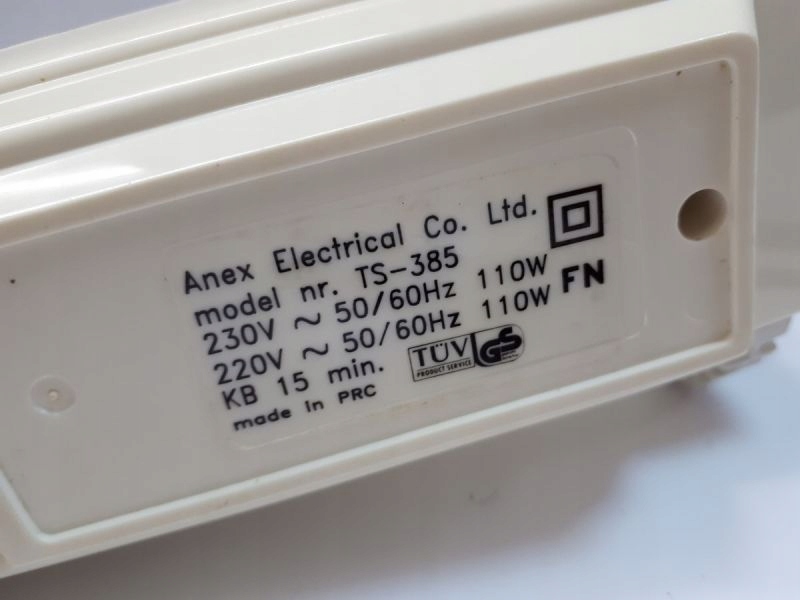 Anex Electrical Co. Ltd.
model nr. TS-385
230V ~ 50/60Hz 110W
220V ~ 50/60Hz 110W
FN
KB 15 min.
TÜV
PRODUCT SERVICE
GS
made in PRC